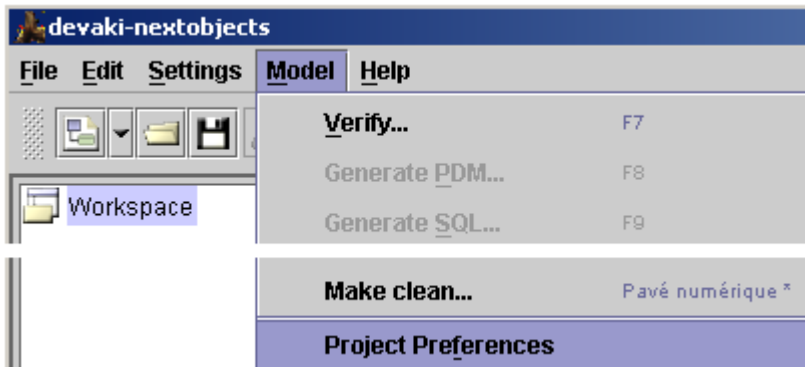 devaki-nextobjects
File Edit Settings Model Help
Verify... F7
Generate PDM... F8
Workspace
Generate SQL... F9
Make clean... Pavé numérique *
Project Preferences